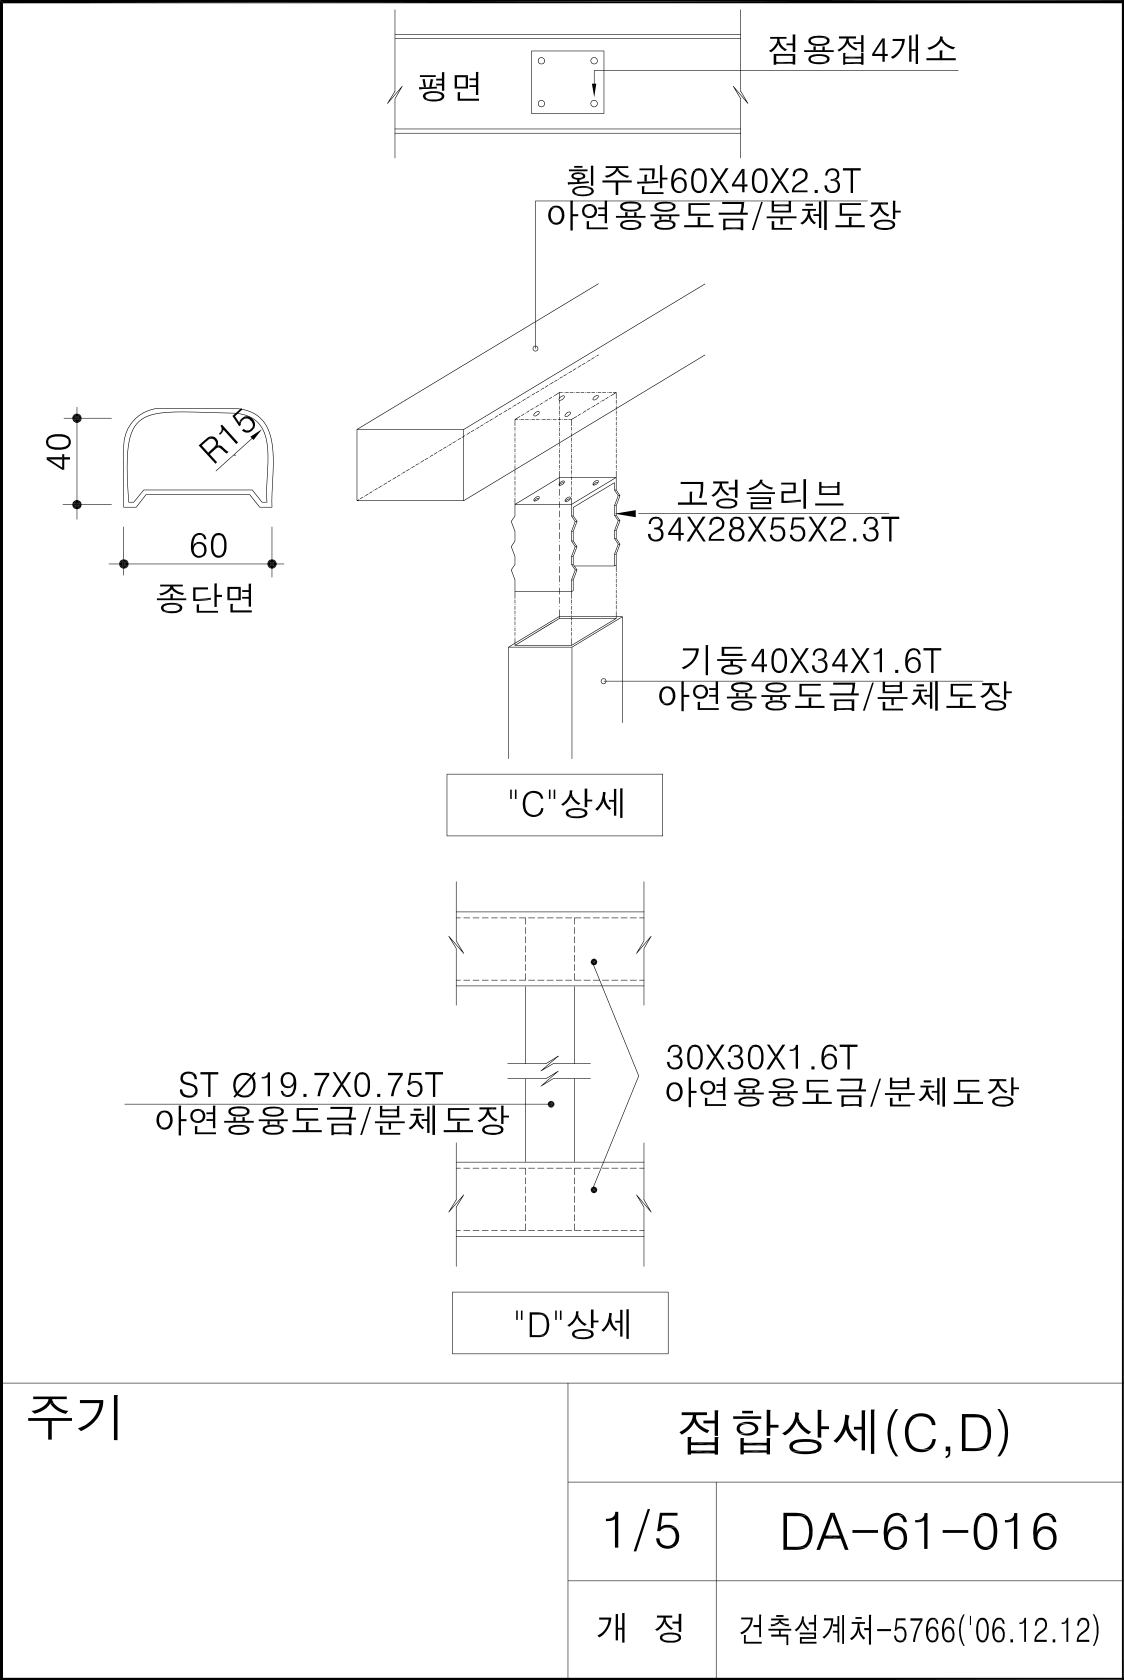 점용접4개소
평면
횡주관60X40X2.3T
아연용융도금/분체도장
R15
40
60
종단면
고정슬리브
34X28X55X2.3T
기둥40X34X1.6T
아연용융도금/분체도장
"C"상세
30X30X1.6T
아연용융도금/분체도장
ST Ø19.7X0.75T
아연용융도금/분체도장
"D"상세
주기
접합상세(C,D)
1/5
DA-61-016
개 정
건축설계처-5766('06.12.12)